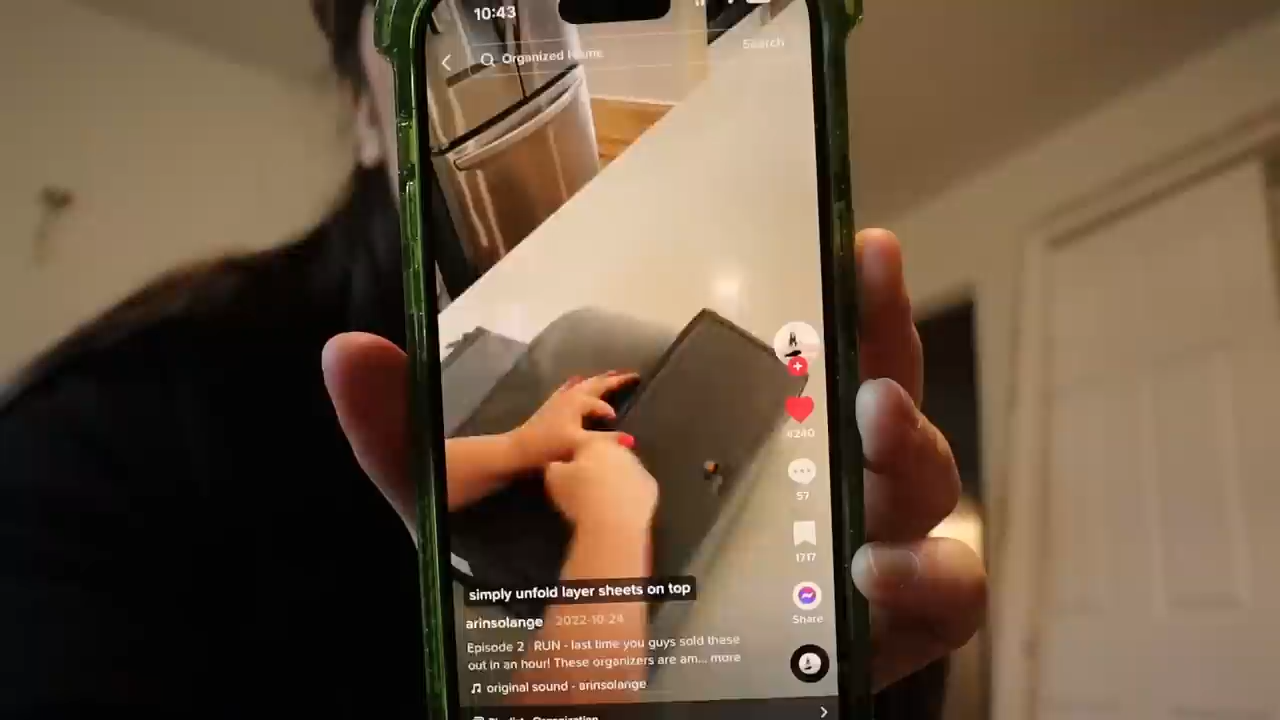 10:43
Organized Home
Search
4240
57
1717
simply unfold layer sheets on top
arinsolange 2022-10-24
Share
Episode 2 RUN - last time you guys sold these
out in an hour! These organizers are am... more
original sound - arinsolange
Playlist · Organization